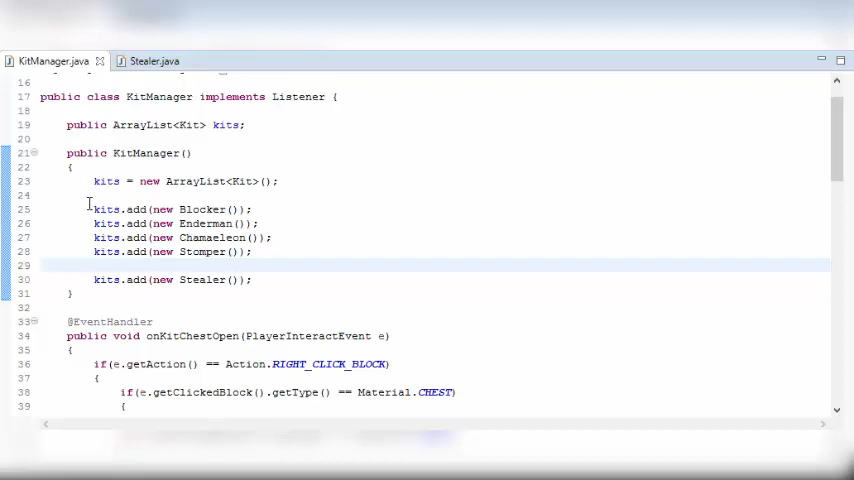 KitManager.java Stealer.java
16
17 public class KitManager implements Listener {
18
19 public ArrayList<Kit> kits;
20
21 public KitManager()
22 {
23 kits = new ArrayList<Kit>();
24
25 kits.add(new Blocker());
26 kits.add(new Enderman());
27 kits.add(new Chamaeleon());
28 kits.add(new Stomper());
29
30 kits.add(new Stealer());
31 }
32
33 @EventHandler
34 public void onKitChestOpen(PlayerInteractEvent e)
35 {
36 if(e.getAction() == Action.RIGHT_CLICK_BLOCK)
37 {
38 if(e.getClickedBlock().getType() == Material.CHEST)
39 {